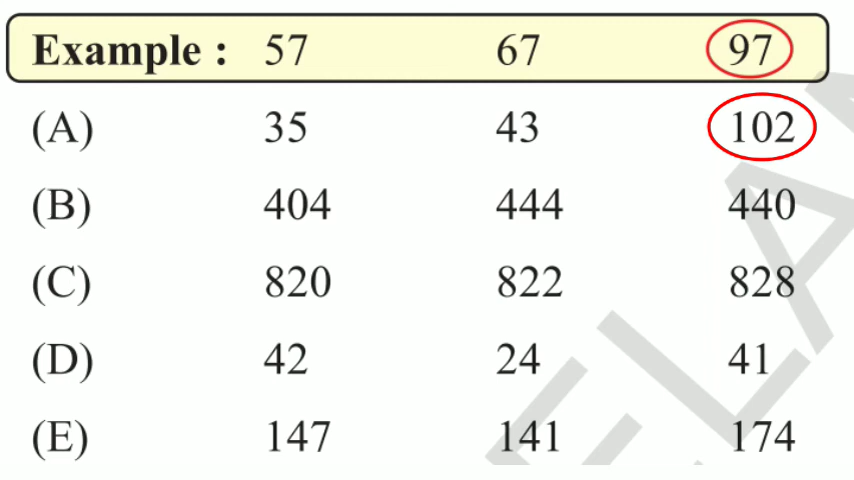 Example : 57 67 97
(A) 35 43 102
(B) 404 444 440
(C) 820 822 828
(D) 42 24 41
(E) 147 141 174